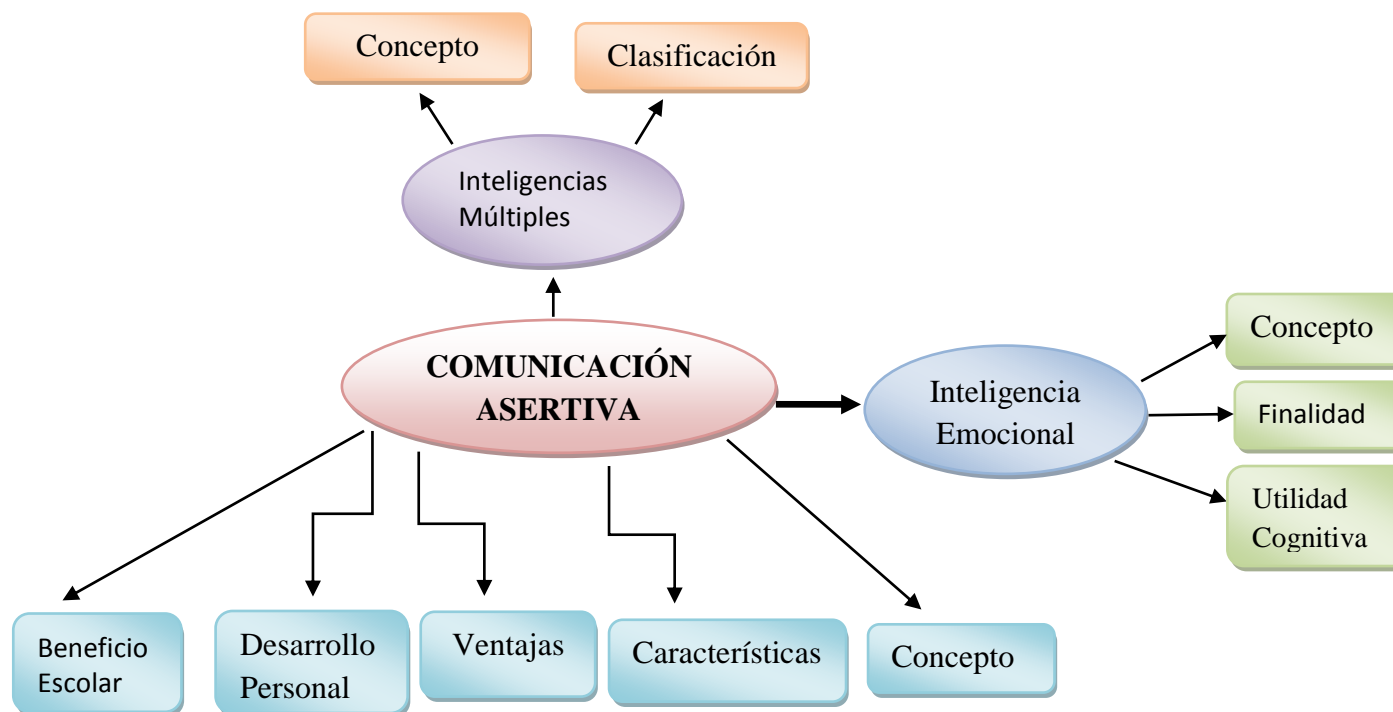 Concepto
Clasificación
Inteligencias
Múltiples
COMUNICACIÓN
ASERTIVA
Inteligencia
Emocional
Concepto
Finalidad
Utilidad
Cognitiva
Beneficio
Escolar
Desarrollo
Personal
Ventajas
Características
Concepto